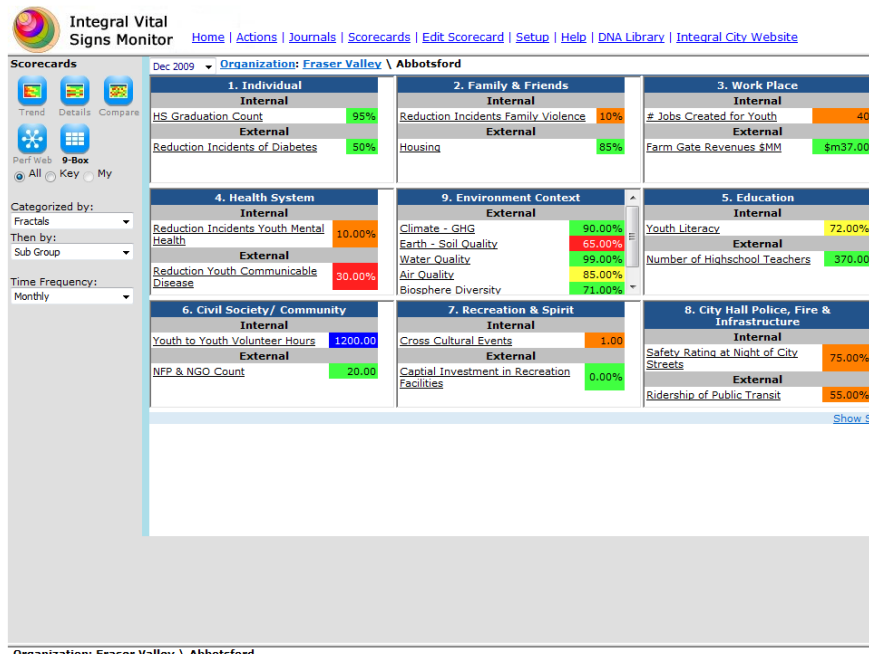 Integral Vital
Signs Monitor
Home | Actions | Journals | Scorecards | Edit Scorecard | Setup | Help | DNA Library | Integral City Website
Scorecards
Trend Details Compare
Perf Web 9-Box
All Key My
Categorized by:
Fractals
Then by:
Sub Group
Time Frequency:
Monthly
Dec 2009 Organization: Fraser Valley \ Abbotsford
1. Individual
Internal
HS Graduation Count 95%
External
Reduction Incidents of Diabetes 50%
2. Family & Friends
Internal
Reduction Incidents Family Violence 10%
External
Housing 85%
3. Work Place
Internal
# Jobs Created for Youth 40
External
Farm Gate Revenues $MM $m37.00
4. Health System
Internal
Reduction Incidents Youth Mental
Health 10.00%
External
Reduction Youth Communicable
Disease 30.00%
9. Environment Context
External
Climate - GHG 90.00%
Earth - Soil Quality 65.00%
Water Quality 99.00%
Air Quality 85.00%
Biosphere Diversity 71.00%
5. Education
Internal
Youth Literacy 72.00%
External
Number of Highschool Teachers 370.00
6. Civil Society/ Community
Internal
Youth to Youth Volunteer Hours 1200.00
External
NFP & NGO Count 20.00
7. Recreation & Spirit
Internal
Cross Cultural Events 1.00
External
Captial Investment in Recreation
Facilities 0.00%
8. City Hall Police, Fire &
Infrastructure
Internal
Safety Rating at Night of City
Streets 75.00%
External
Ridership of Public Transit 55.00%
Show S
Organization: Fraser Valley \ Abbotsford